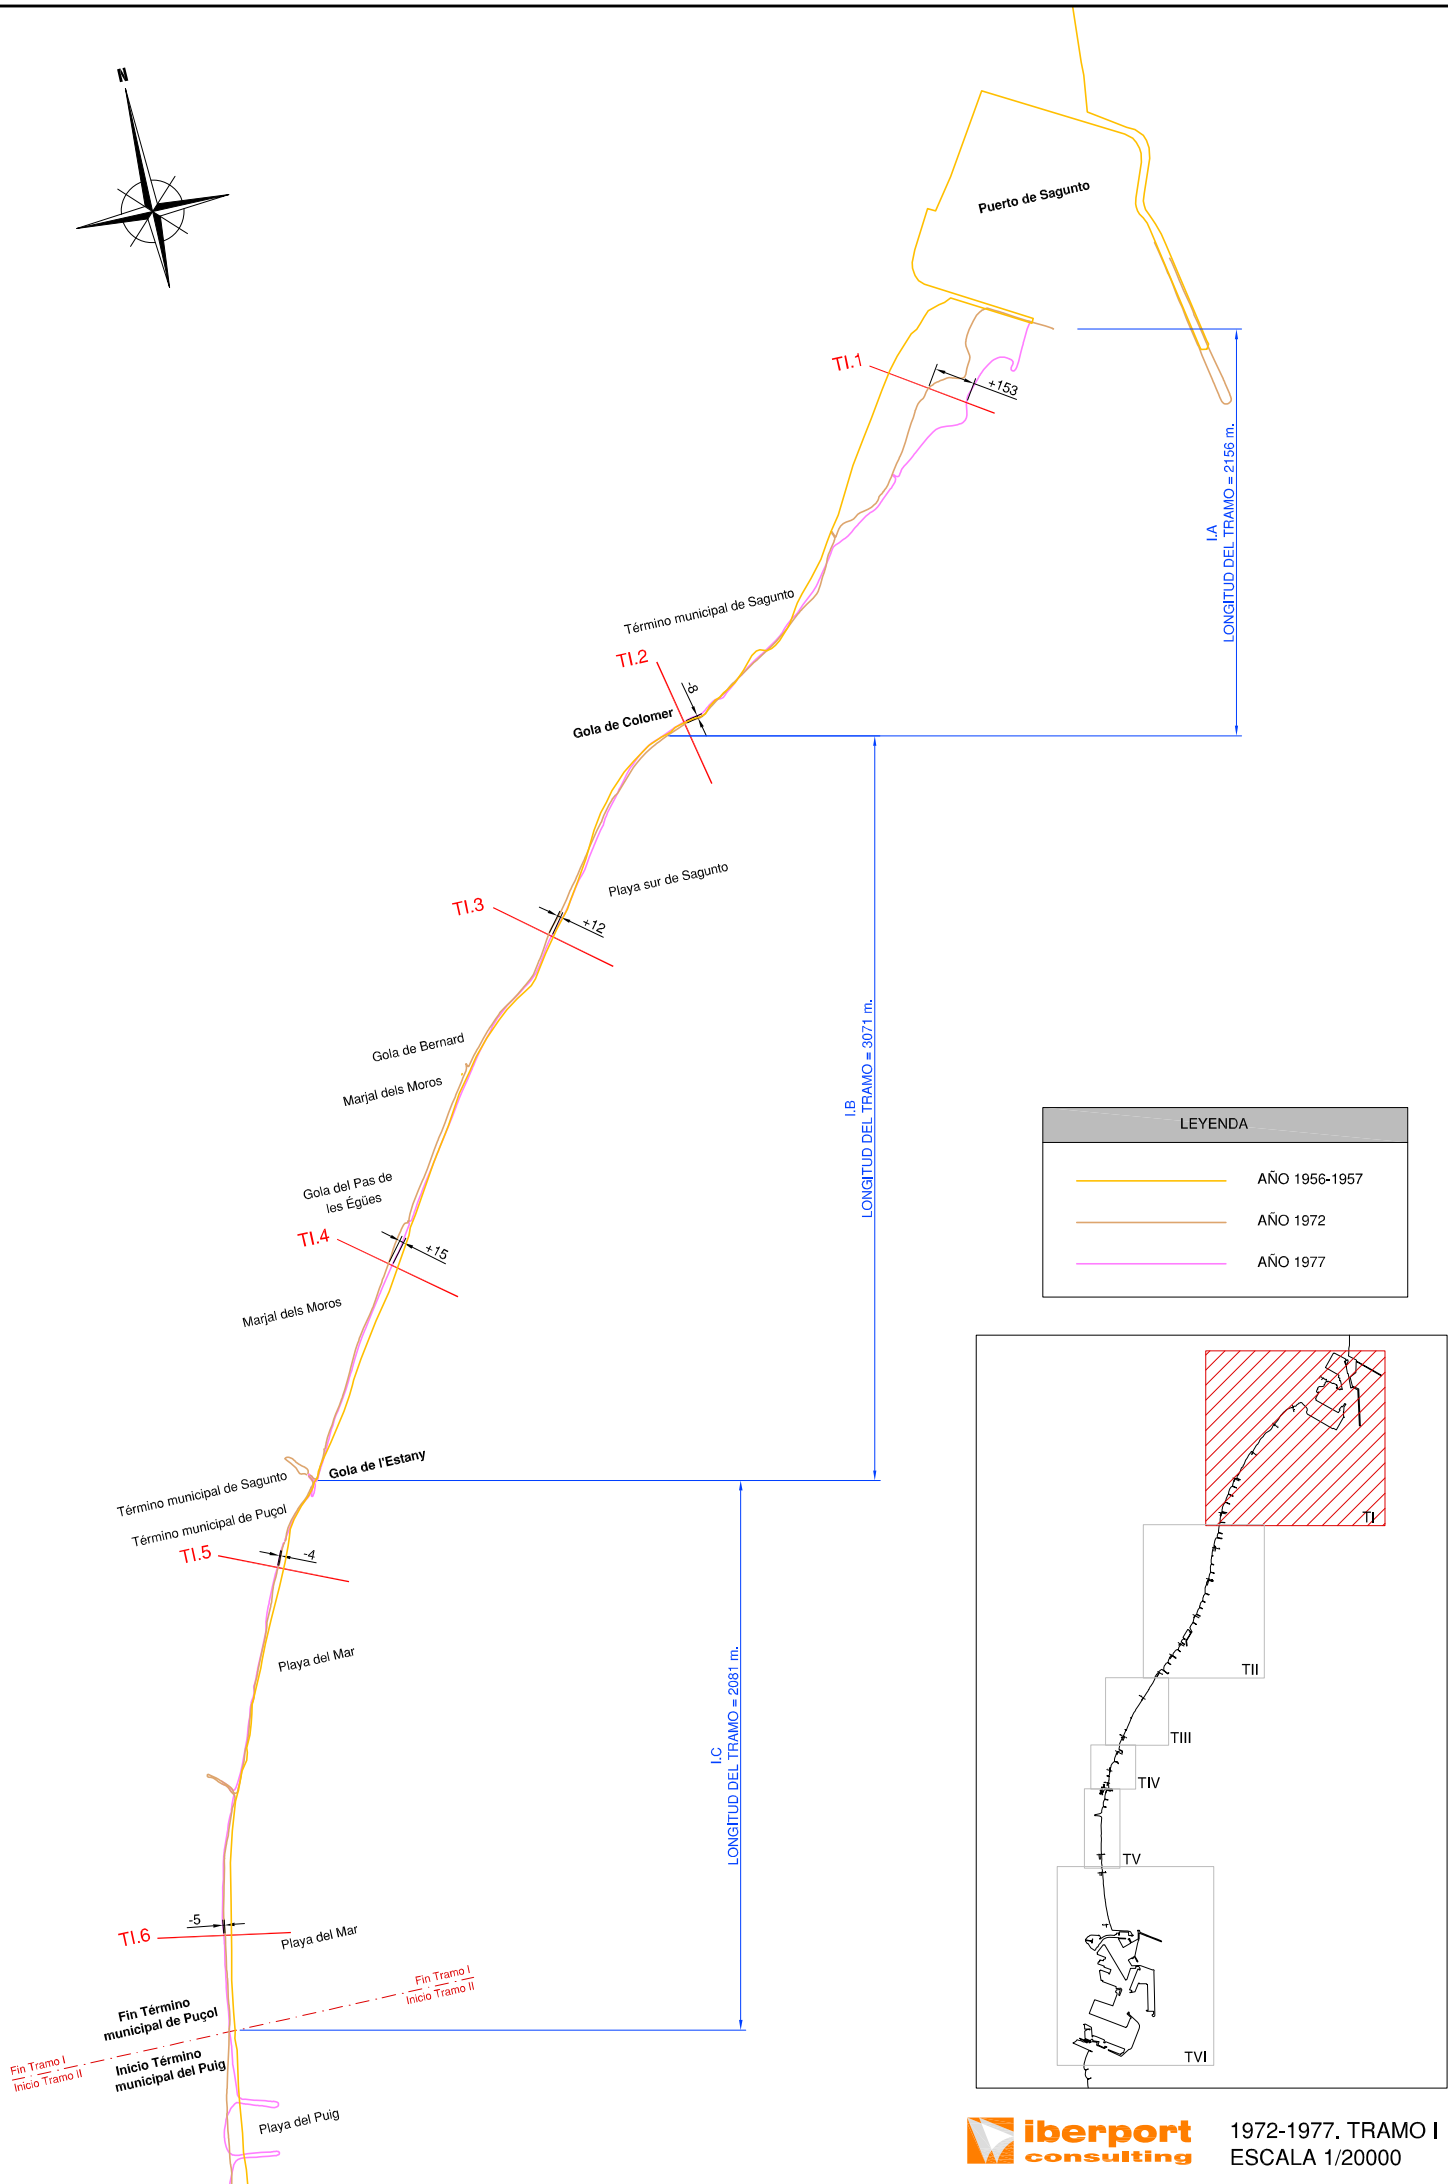 N
Puerto de Sagunto
TI.1
+153
I.A
LONGITUD DEL TRAMO = 2156 m.
Término municipal de Sagunto
TI.2
-8
Gola de Colomer
Playa sur de Sagunto
TI.3
+12
I.B
LONGITUD DEL TRAMO = 3071 m.
Gola de Bernard
Marjal dels Moros
Gola del Pas de
les Égües
TI.4
+15
Marjal dels Moros
LEYENDA
AÑO 1956-1957
AÑO 1972
AÑO 1977
Gola de l'Estany
Término municipal de Sagunto
Término municipal de Puçol
TI.5
-4
Playa del Mar
I.C
LONGITUD DEL TRAMO = 2081 m.
-5
TI.6
Playa del Mar
Fin Tramo I
Inicio Tramo II
Fin Término
municipal de Puçol
Fin Tramo I
Inicio Tramo II
Inicio Término
municipal del Puig
Playa del Puig
TI
TII
TIII
TIV
TV
TVI
iberport
consulting
1972-1977. TRAMO I
ESCALA 1/20000